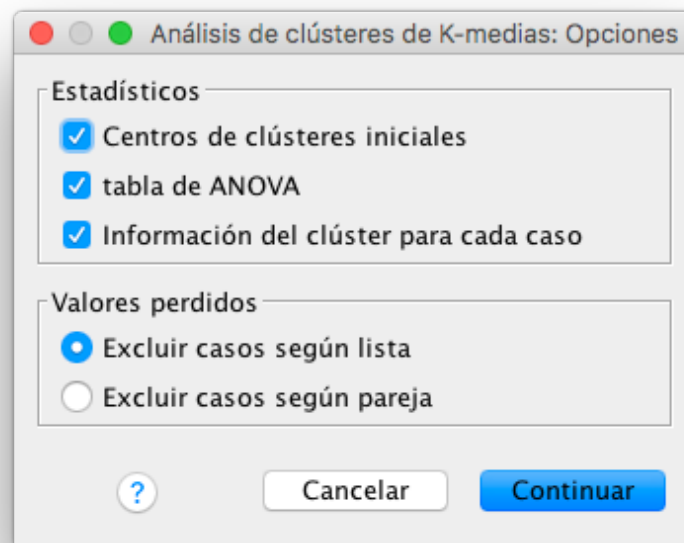 Análisis de clústeres de K-medias: Opciones
Estadísticos
Centros de clústeres iniciales
tabla de ANOVA
Información del clúster para cada caso
Valores perdidos
Excluir casos según lista
Excluir casos según pareja
?
Cancelar
Continuar